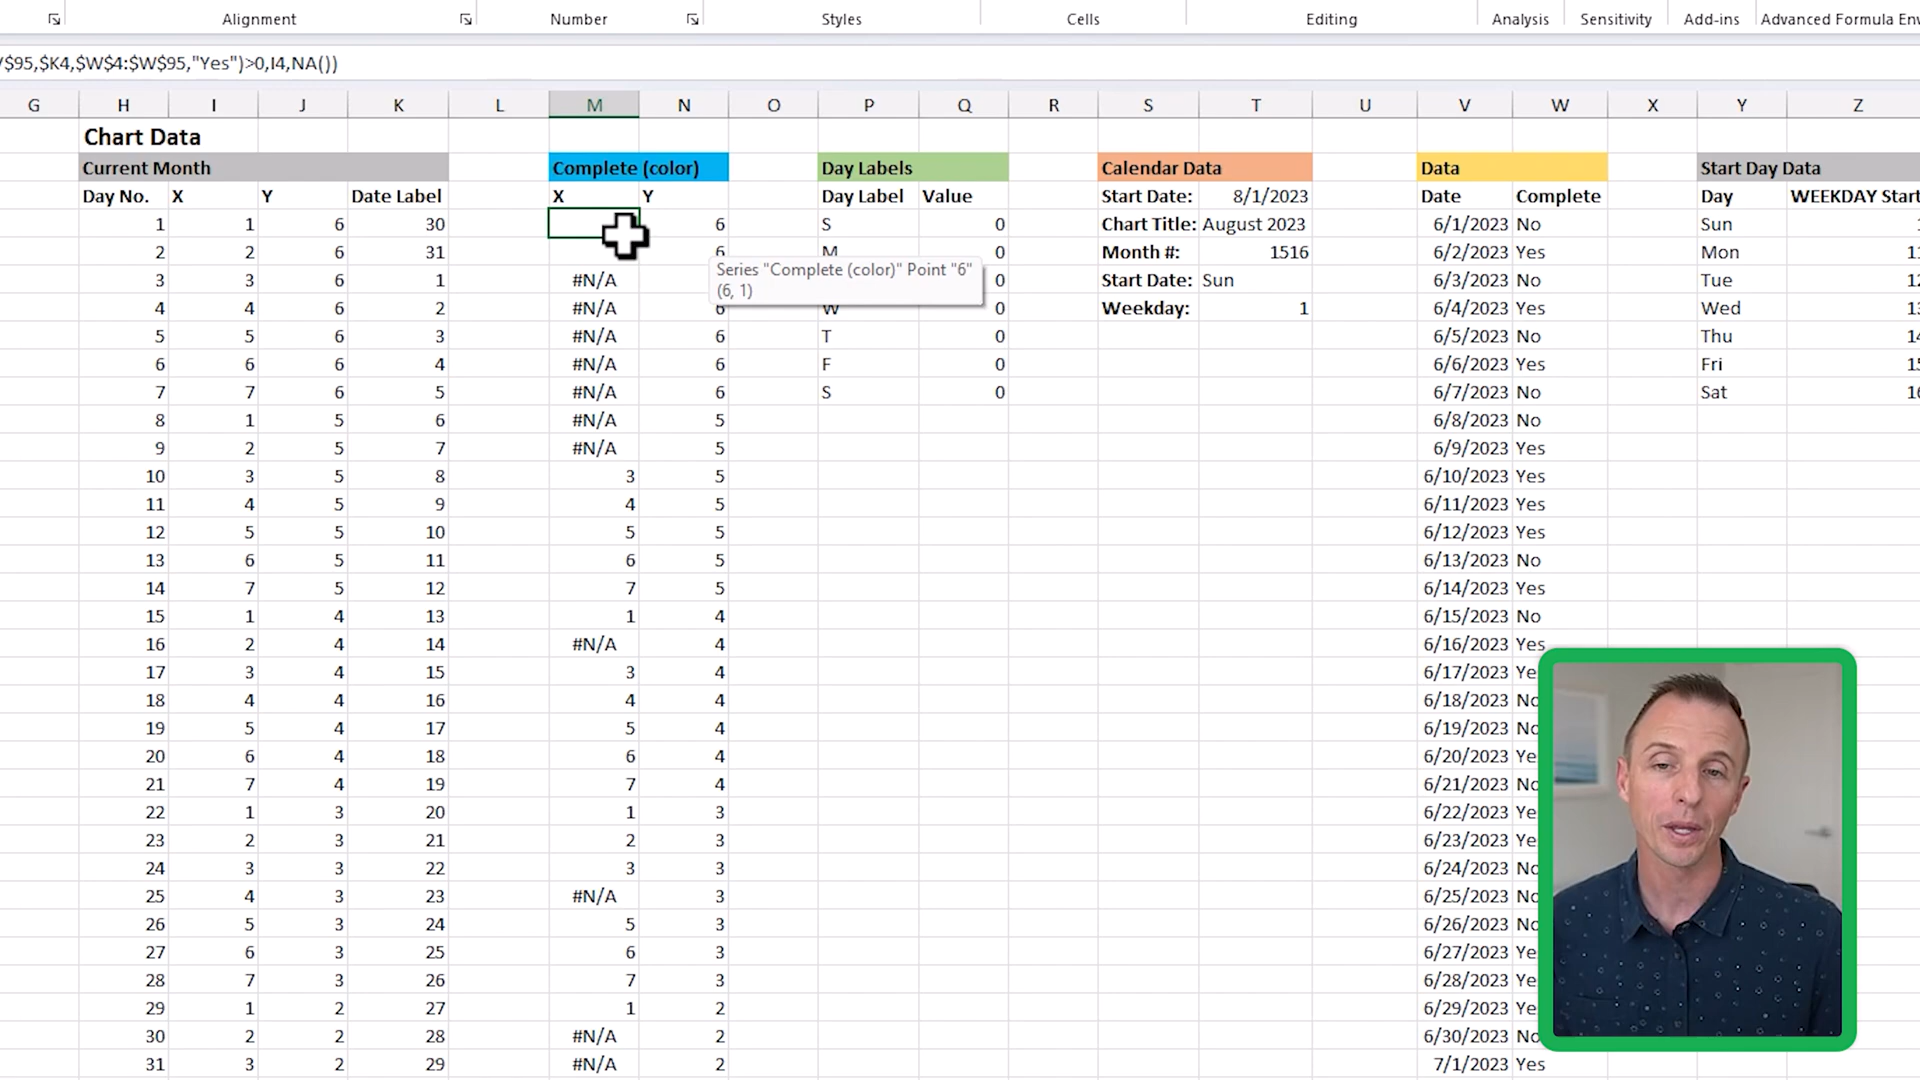 Alignment Number Styles Cells Editing Analysis Sensitivity Add-ins Advanced Formula
$95,$K4,$W$4:$W$95,"Yes")>0,I4,NA())
G H I J K L M N O P Q R S T U V W X Y Z
Chart Data
Current Month Complete (color) Day Labels Calendar Data Data Start Day Data
Day No. X Y Date Label X Y Day Label Value Start Date: 8/1/2023 Date Complete Day WEEKDAY Start
1 1 6 30 6 S 0 Chart Title: August 2023 6/1/2023 No Sun
2 2 6 31 6 M 0 Month #: 1516 6/2/2023 Yes Mon
3 3 6 1 #N/A Series "Complete (color)" Point "6" 0 Start Date: Sun 6/3/2023 No Tue
(6, 1)
4 4 6 2 #N/A 6 W 0 Weekday: 1 6/4/2023 Yes Wed
5 5 6 3 #N/A 6 T 0 6/5/2023 No Thu
6 6 6 4 #N/A 6 F 0 6/6/2023 Yes Fri
7 7 6 5 #N/A 6 S 0 6/7/2023 No Sat
8 1 5 6 #N/A 5 6/8/2023 No
9 2 5 7 #N/A 5 6/9/2023 Yes
10 3 5 8 3 5 6/10/2023 Yes
11 4 5 9 4 5 6/11/2023 Yes
12 5 5 10 5 5 6/12/2023 Yes
13 6 5 11 6 5 6/13/2023 No
14 7 5 12 7 5 6/14/2023 Yes
15 1 4 13 1 4 6/15/2023 No
16 2 4 14 #N/A 4 6/16/2023 Yes
17 3 4 15 3 4 6/17/2023 Ye
18 4 4 16 4 4 6/18/2023 No
19 5 4 17 5 4 6/19/2023 No
20 6 4 18 6 4 6/20/2023 Ye
21 7 4 19 7 4 6/21/2023 No
22 1 3 20 1 3 6/22/2023 Ye
23 2 3 21 2 3 6/23/2023 Ye
24 3 3 22 3 3 6/24/2023 No
25 4 3 23 #N/A 3 6/25/2023 No
26 5 3 24 5 3 6/26/2023 No
27 6 3 25 6 3 6/27/2023 Ye
28 7 3 26 7 3 6/28/2023 Ye
29 1 2 27 1 2 6/29/2023 Ye
30 2 2 28 #N/A 2 6/30/2023 No
31 3 2 29 #N/A 2 7/1/2023 Yes